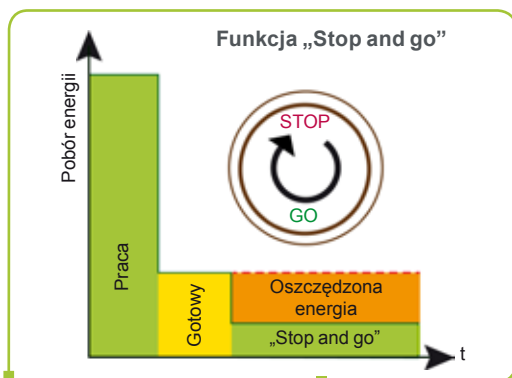 Funkcja „Stop and go”
Pobór energii
STOP
GO
Praca
Gotowy
Oszczędzona
energia
„Stop and go”
t